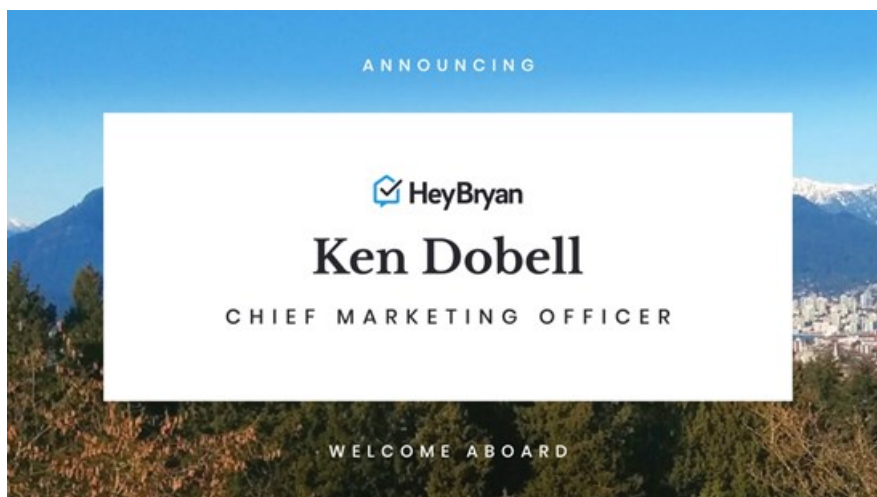 ANNOUNCING
HeyBryan
Ken Dobell
CHIEF MARKETING OFFICER
WELCOME ABOARD